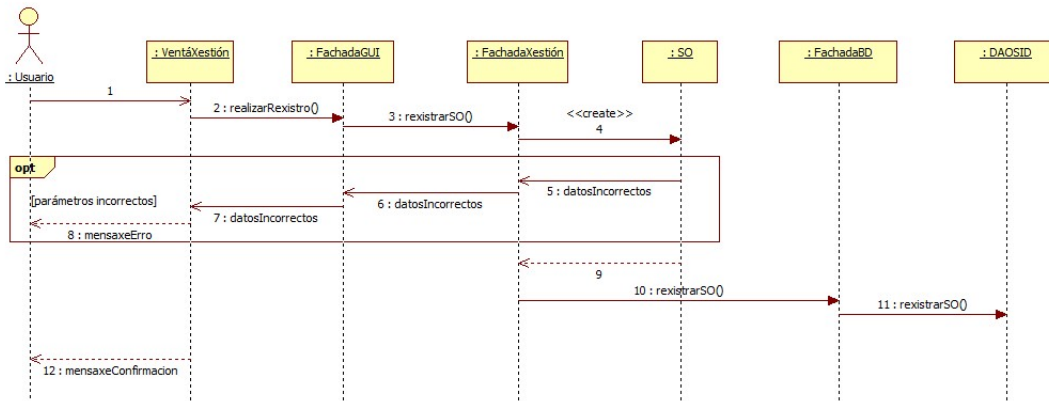 : Usuario
: VentáXestión
: FachadaGUI
: FachadaXestión
: SO
: FachadaBD
: DAOSID
1
2 : realizarRexistro()
3 : rexistrarSO()
<<create>>
4
opt
[parámetros incorrectos]
5 : datosIncorrectos
6 : datosIncorrectos
7 : datosIncorrectos
8 : mensaxeErro
9
10 : rexistrarSO()
11 : rexistrarSO()
12 : mensaxeConfirmacion